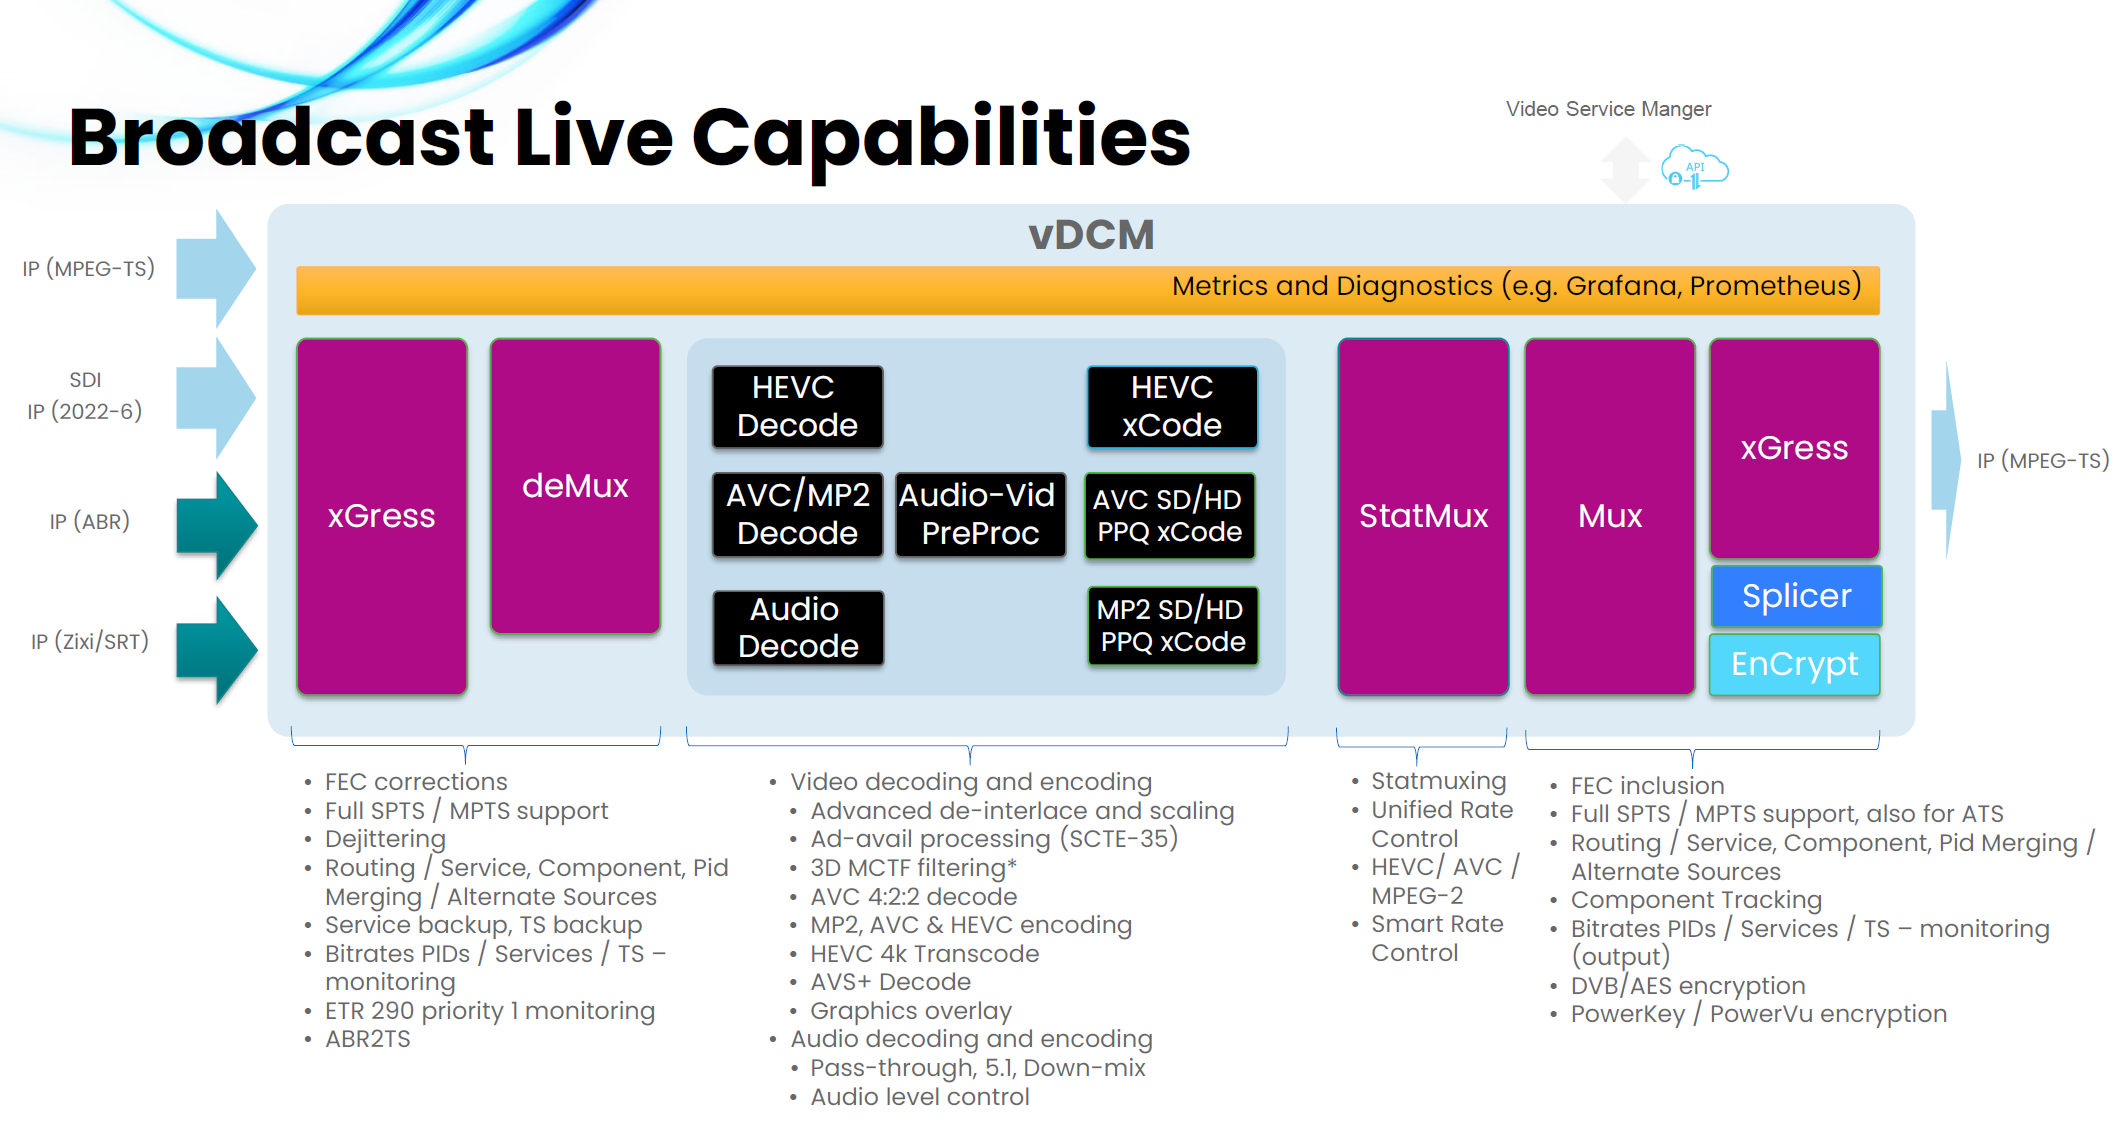 Broadcast Live Capabilities
Video Service Manger
API
vDCM
Metrics and Diagnostics (e.g. Grafana, Prometheus)
IP (MPEG-TS)
SDI
IP (2022-6)
IP (ABR)
IP (Zixi/SRT)
xGress
deMux
HEVC
Decode
AVC/MP2
Decode
Audio
Decode
Audio-Vid
PreProc
HEVC
xCode
AVC SD/HD
PPQ xCode
MP2 SD/HD
PPQ xCode
StatMux
Mux
xGress
Splicer
EnCrypt
IP (MPEG-TS)
• FEC corrections
• Full SPTS / MPTS support
• Dejittering
• Routing / Service, Component, Pid
Merging / Alternate Sources
• Service backup, TS backup
• Bitrates PIDs / Services / TS –
monitoring
• ETR 290 priority 1 monitoring
• ABR2TS
• Video decoding and encoding
• Advanced de-interlace and scaling
• Ad-avail processing (SCTE-35)
• 3D MCTF filtering*
• AVC 4:2:2 decode
• MP2, AVC & HEVC encoding
• HEVC 4k Transcode
• AVS+ Decode
• Graphics overlay
• Audio decoding and encoding
• Pass-through, 5.1, Down-mix
• Audio level control
• Statmuxing
• Unified Rate
Control
• HEVC/ AVC /
MPEG-2
• Smart Rate
Control
• FEC inclusion
• Full SPTS / MPTS support, also for ATS
• Routing / Service, Component, Pid Merging /
Alternate Sources
• Component Tracking
• Bitrates PIDs / Services / TS – monitoring
(output)
• DVB/AES encryption
• PowerKey / PowerVu encryption